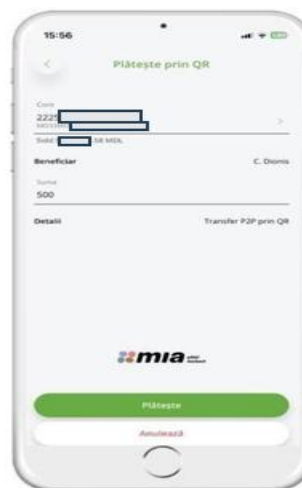 15:56
Plătește prin QR
Cont
2225
Sold .58 MDL
Beneficiar C. Dionis
Suma
500
Detalii Transfer P2P prin QR
mia
Plătește
Anulează